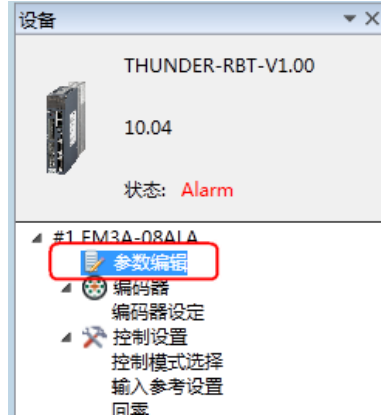 设备
THUNDER-RBT-V1.00
10.04
状态: Alarm
#1 EM3A-08ALA
参数编辑
编码器
编码器设定
控制设置
控制模式选择
输入参考设置
回零